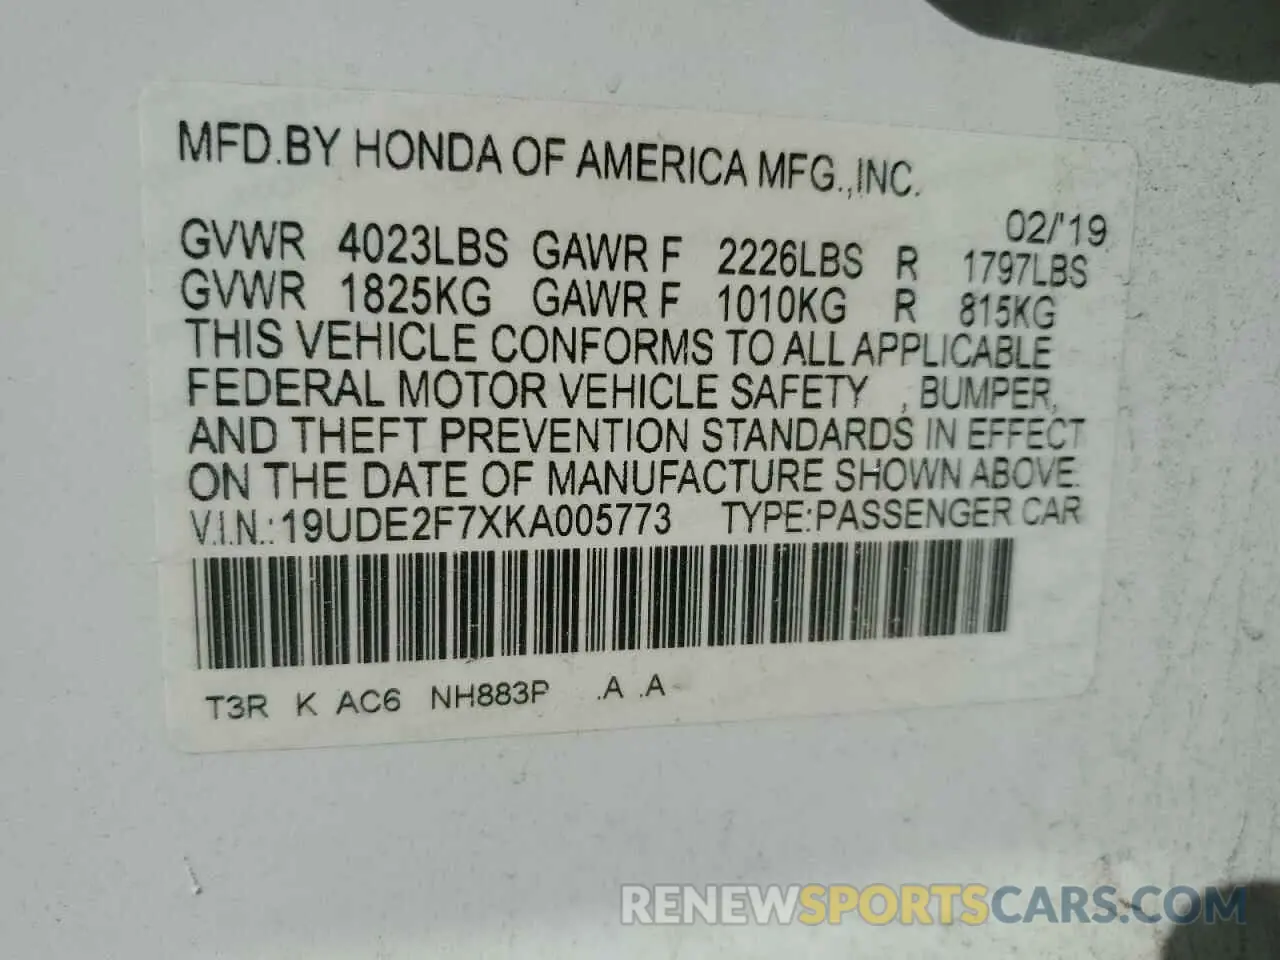 MFD.BY HONDA OF AMERICA MFG.,INC.
02/'19
GVWR 4023LBS GAWR F 2226LBS R 1797LBS
GVWR 1825KG GAWR F 1010KG R 815KG
THIS VEHICLE CONFORMS TO ALL APPLICABLE
FEDERAL MOTOR VEHICLE SAFETY , BUMPER,
AND THEFT PREVENTION STANDARDS IN EFFECT
ON THE DATE OF MANUFACTURE SHOWN ABOVE.
V.I.N.: 19UDE2F7XKA005773 TYPE:PASSENGER CAR
T3R K AC6 NH883P .A .A
RENEWSPORTSCARS.COM